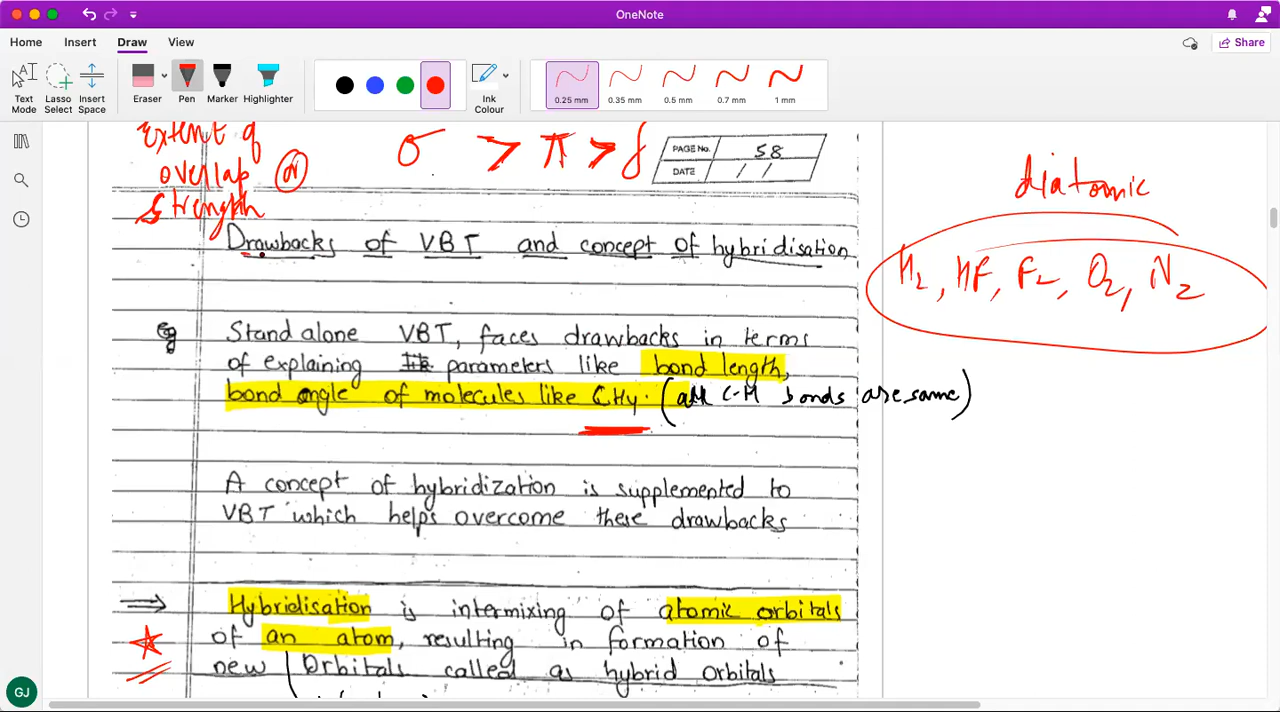 OneNote
Home Insert Draw View
Share
Text Mode
Lasso Select
Insert Space
Eraser
Pen
Marker
Highlighter
Ink Colour
0.25 mm
0.35 mm
0.5 mm
0.7 mm
1 mm
Extent of
overlap @
strength
σ > π > δ
PAGE No. 58
DATE / /
diatomic
H2, HF, F2, O2, N2
Drawbacks of VBT and concept of hybridisation
Eg Standalone VBT, faces drawbacks in terms
of explaining parameters like bond length,
bond angle of molecules like CH4. (all C-H bonds are same)
A concept of hybridization is supplemented to
VBT which helps overcome these drawbacks
⇒ Hybridisation is intermixing of atomic orbitals
of an atom, resulting in formation of
new orbitals called as hybrid orbitals
GJ